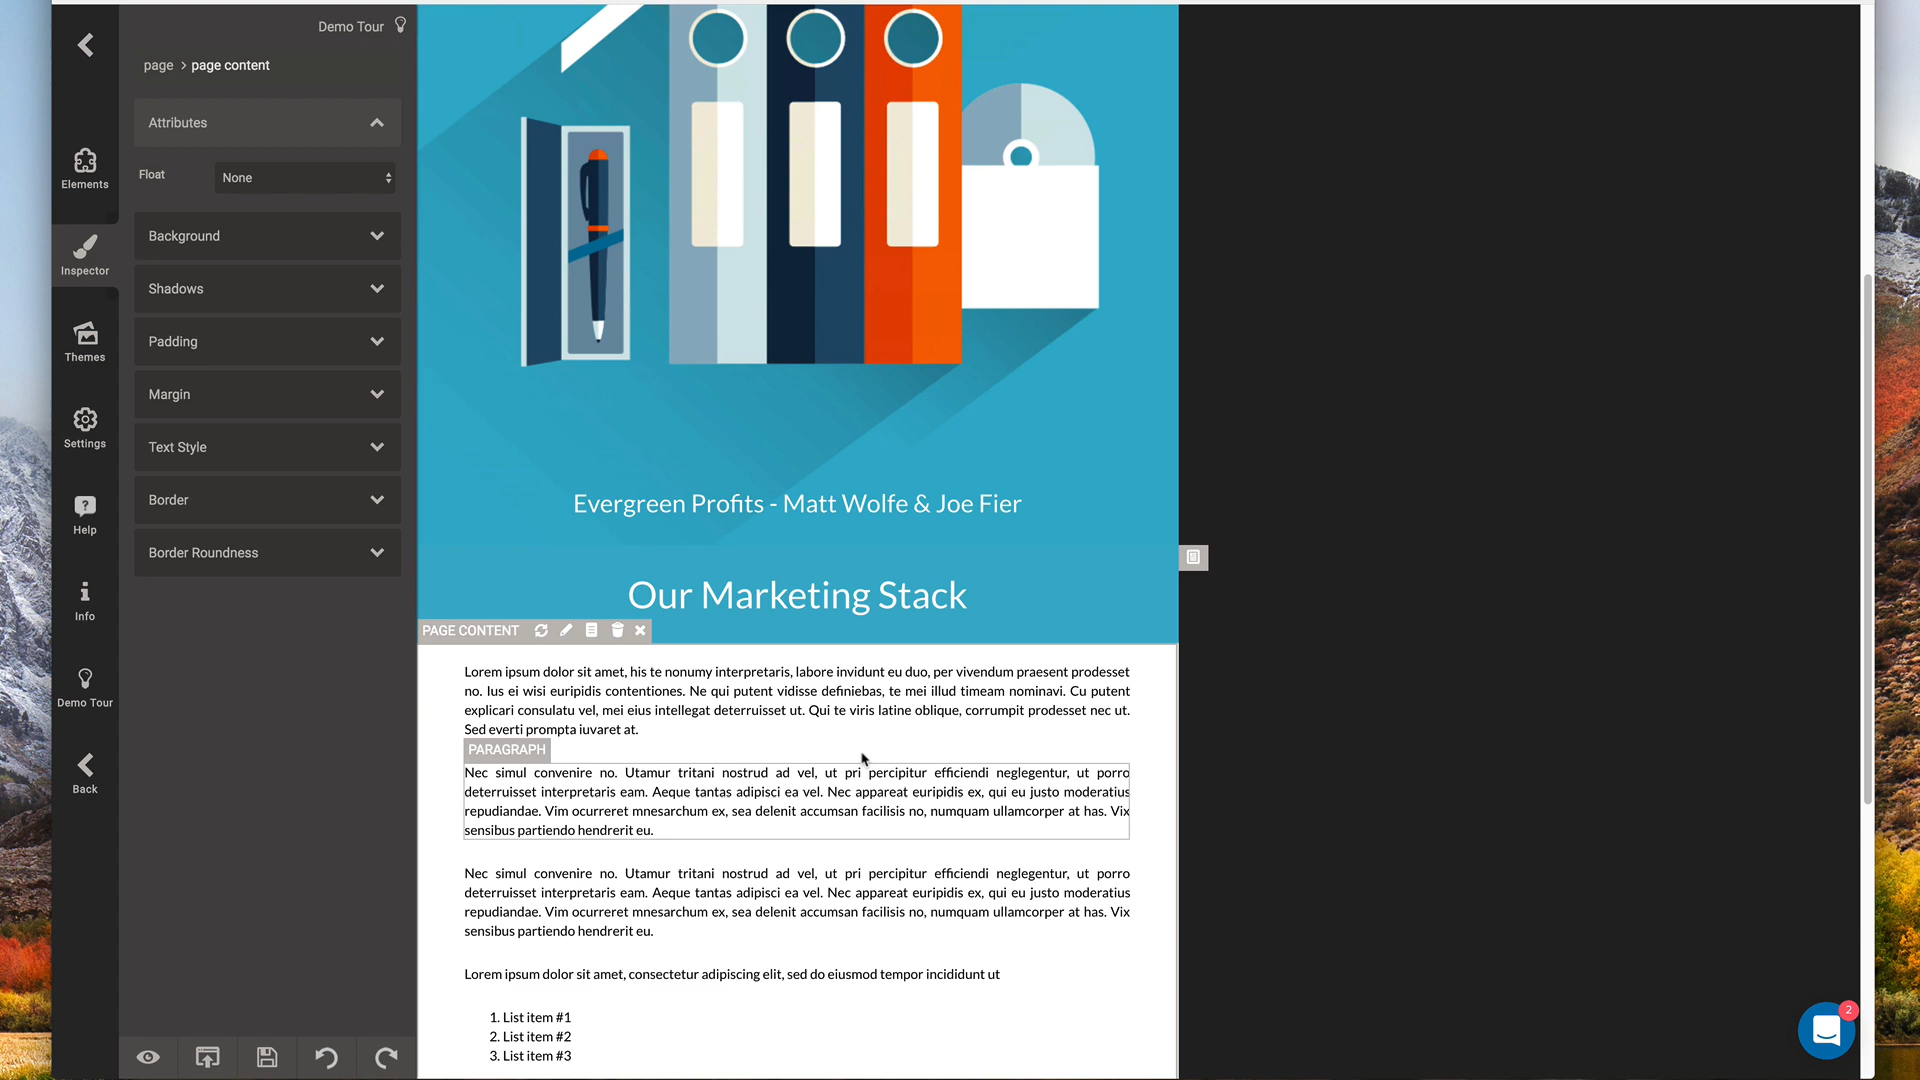 Demo Tour
page > page content
Attributes
Float
None
Background
Shadows
Padding
Margin
Text Style
Border
Border Roundness
Elements
Inspector
Themes
Settings
Help
Info
Demo Tour
Back
Evergreen Profits - Matt Wolfe & Joe Fier
Our Marketing Stack
PAGE CONTENT
Lorem ipsum dolor sit amet, his te nonumy interpretaris, labore invidunt eu duo, per vivendum praesent prodesset
no. Ius ei wisi euripidis contentiones. Ne qui putent vidisse definiebas, te mei illud timeam nominavi. Cu putent
explicari consulatu vel, mei eius intellegat deterruisset ut. Qui te viris latine oblique, corrumpit prodesset nec ut.
Sed everti prompta iuvaret at.
PARAGRAPH
Nec simul convenire no. Utamur tritani nostrud ad vel, ut pri percipitur efficiendi neglegentur, ut porro
deterruisset interpretaris eam. Aeque tantas adipisci ea vel. Nec appareat euripidis ex, qui eu justo moderatius
repudiandae. Vim ocurreret mnesarchum ex, sea delenit accumsan facilisis no, numquam ullamcorper at has. Vix
sensibus partiendo hendrerit eu.
Nec simul convenire no. Utamur tritani nostrud ad vel, ut pri percipitur efficiendi neglegentur, ut porro
deterruisset interpretaris eam. Aeque tantas adipisci ea vel. Nec appareat euripidis ex, qui eu justo moderatius
repudiandae. Vim ocurreret mnesarchum ex, sea delenit accumsan facilisis no, numquam ullamcorper at has. Vix
sensibus partiendo hendrerit eu.
Lorem ipsum dolor sit amet, consectetur adipiscing elit, sed do eiusmod tempor incididunt ut
1. List item #1
2. List item #2
3. List item #3
2